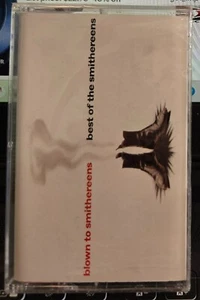 blown to smithereens
best of the smithereens